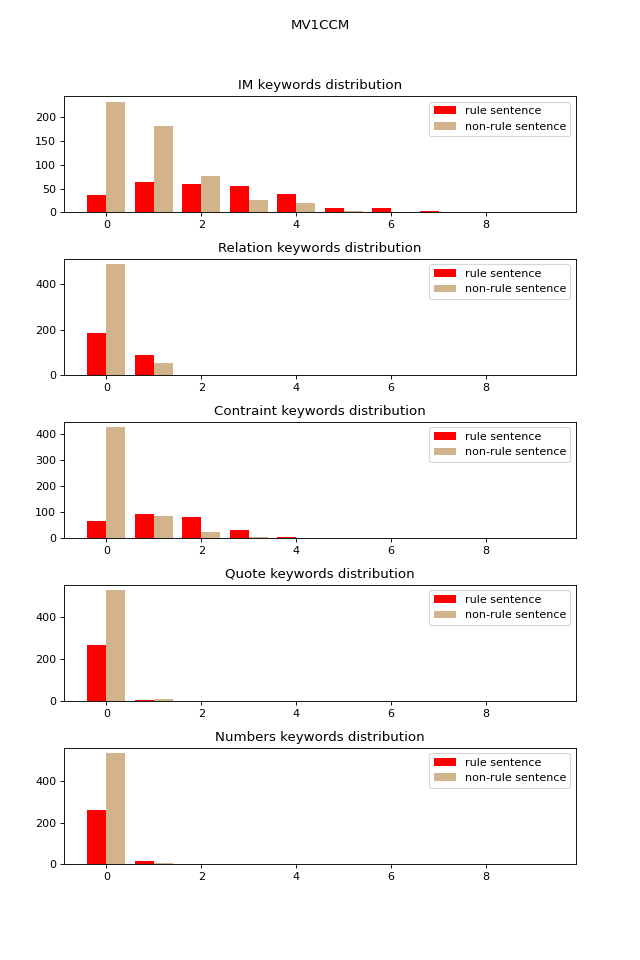 MV1CCM
IM keywords distribution
200
150
100
50
0
rule sentence
non-rule sentence
0 2 4 6 8
Relation keywords distribution
400
200
0
rule sentence
non-rule sentence
0 2 4 6 8
Contraint keywords distribution
400
300
200
100
0
rule sentence
non-rule sentence
0 2 4 6 8
Quote keywords distribution
400
200
0
rule sentence
non-rule sentence
0 2 4 6 8
Numbers keywords distribution
400
200
0
rule sentence
non-rule sentence
0 2 4 6 8